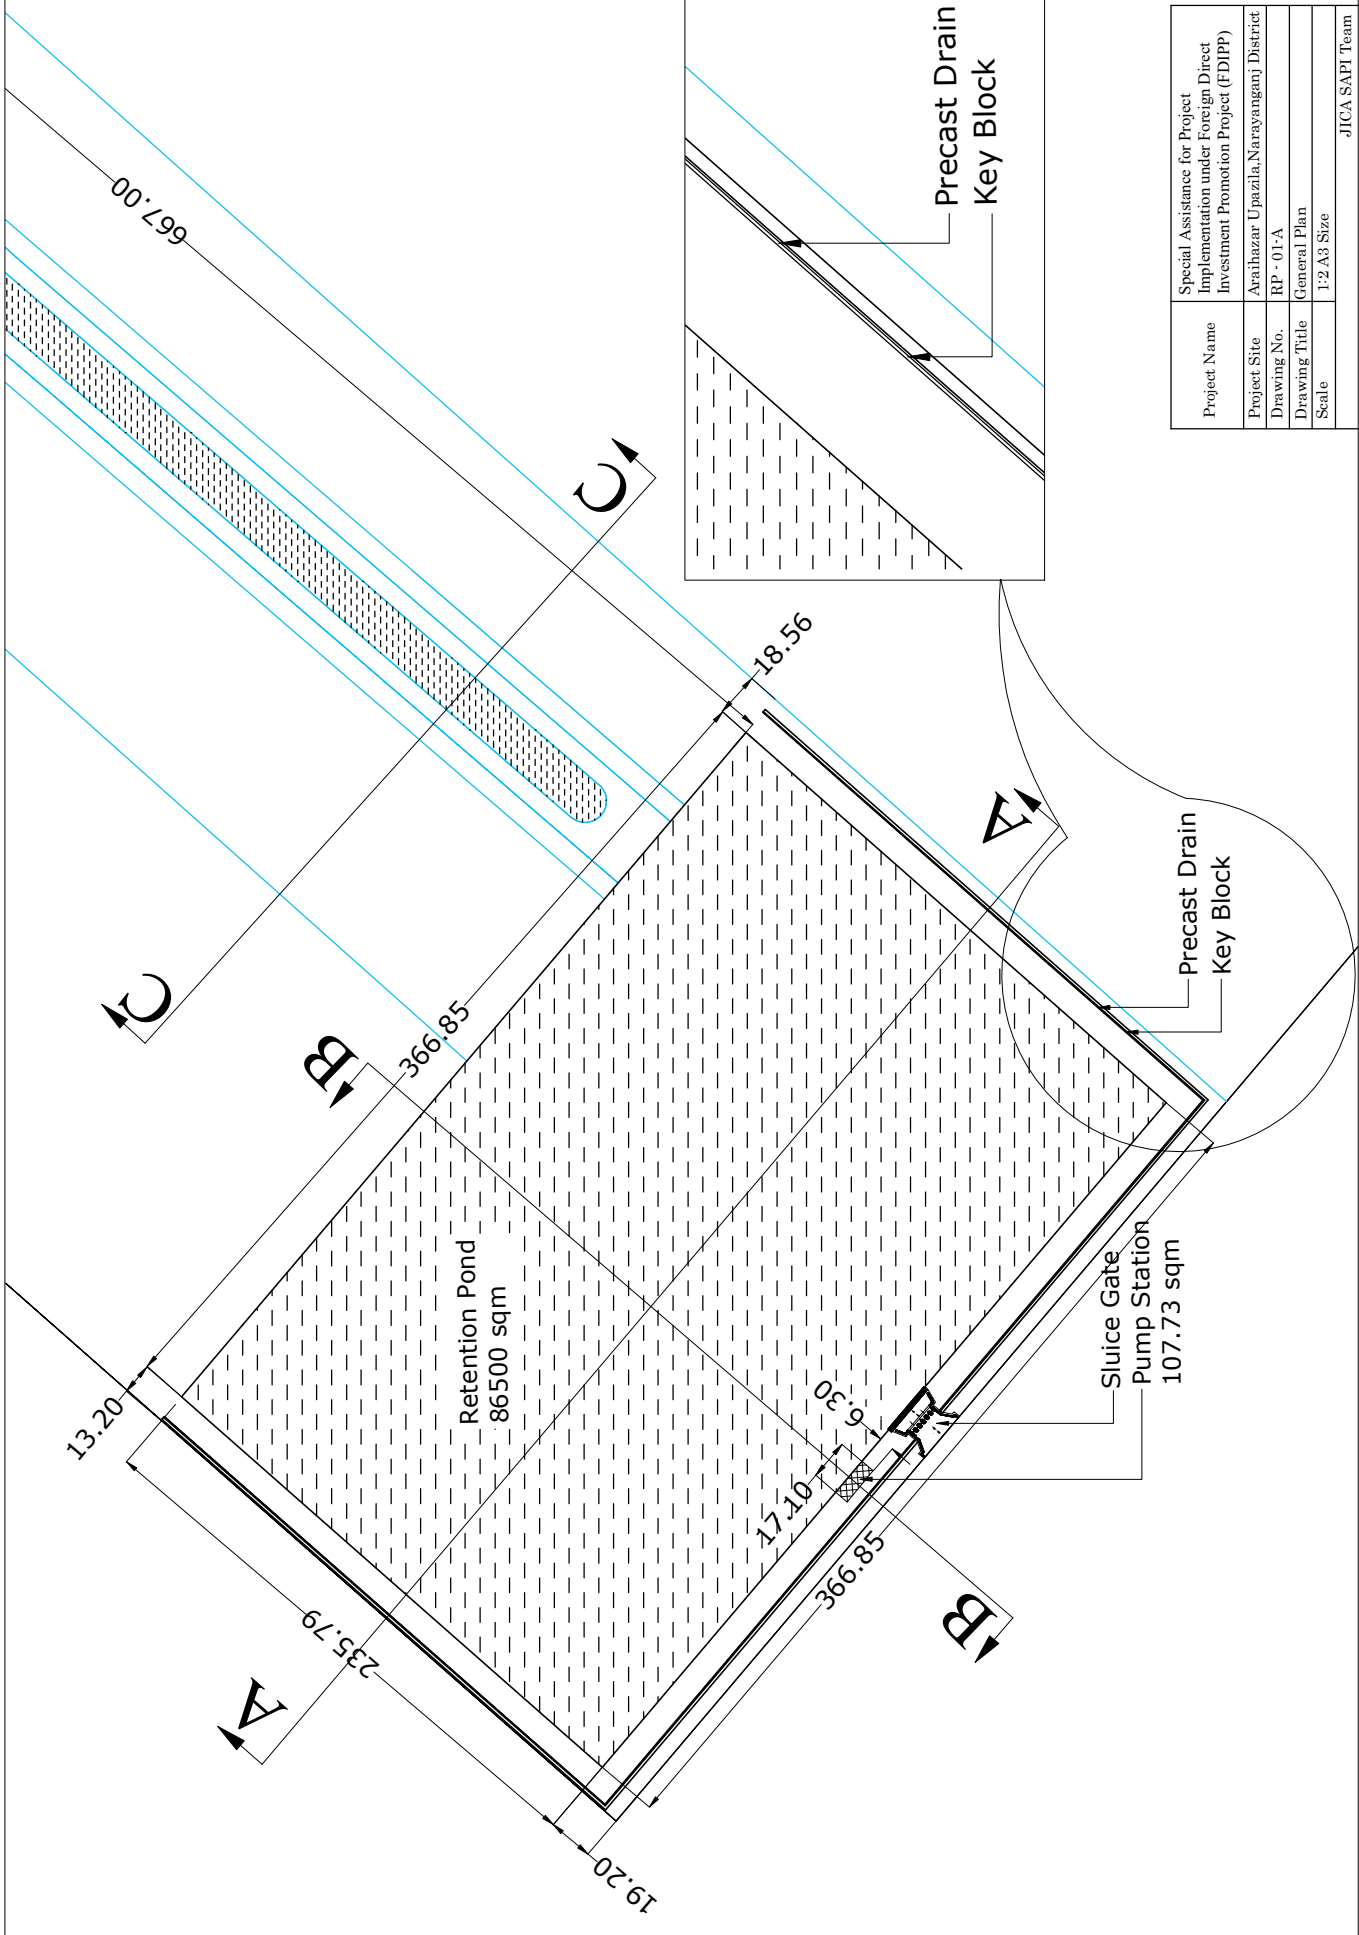 667.00
C
C
18.56
366.85
B
B
A
A
13.20
235.79
19.20
366.85
17.10
6.30
Retention Pond
86500 sqm
Sluice Gate
Pump Station
107.73 sqm
Precast Drain
Key Block
Precast Drain
Key Block
Project Name
Special Assistance for Project
Implementation under Foreign Direct
Investment Promotion Project (FDIPP)
Project Site Araihazar Upazila,Narayanganj District
Drawing No. RP - 01-A
Drawing Title General Plan
Scale 1:2 A3 Size
JICA SAPI Team